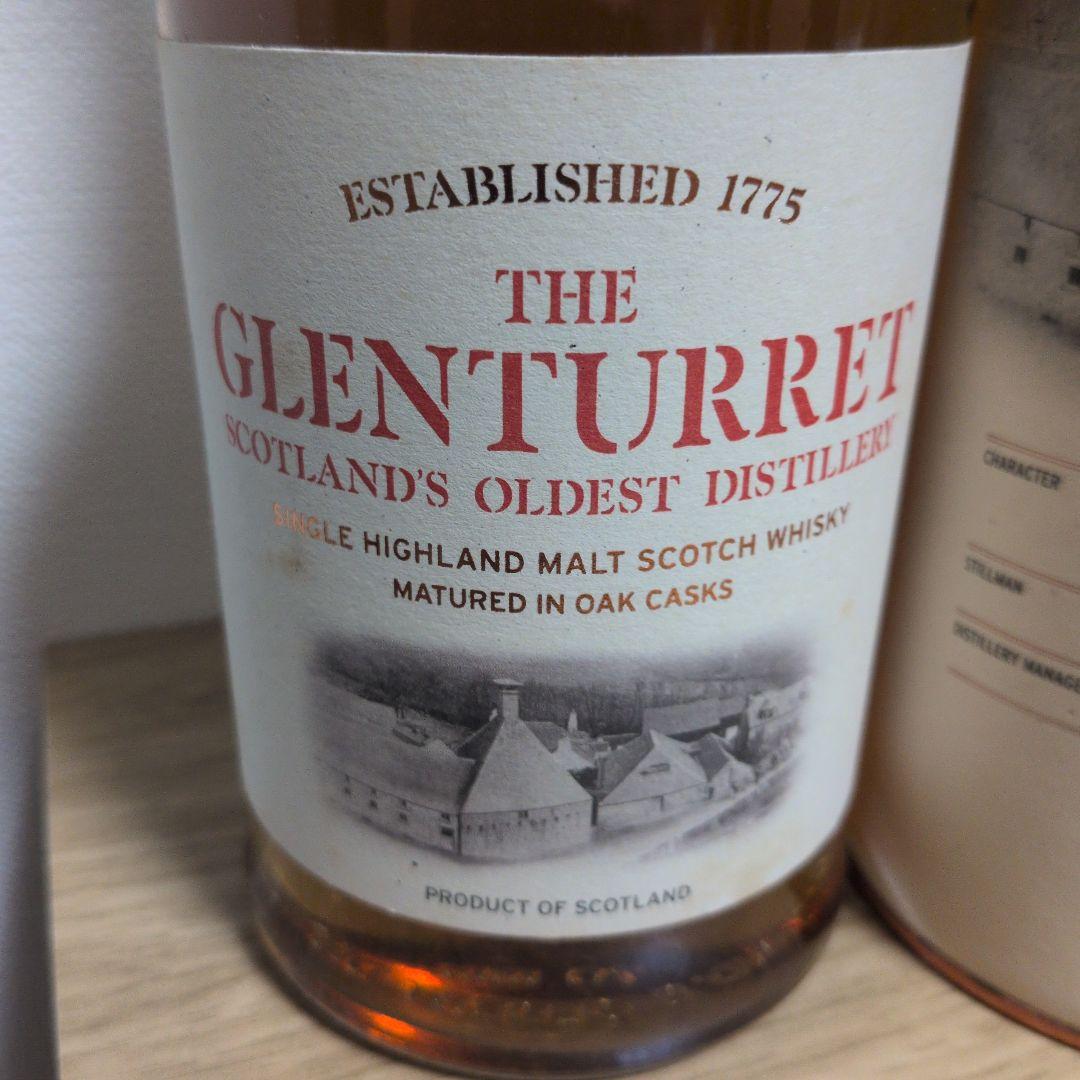 ESTABLISHED 1775
THE
GLENTURRET
SCOTLAND'S OLDEST DISTILLERY
SINGLE HIGHLAND MALT SCOTCH WHISKY
MATURED IN OAK CASKS
PRODUCT OF SCOTLAND
CHARACTER
STILLMAN
DISTILLERY